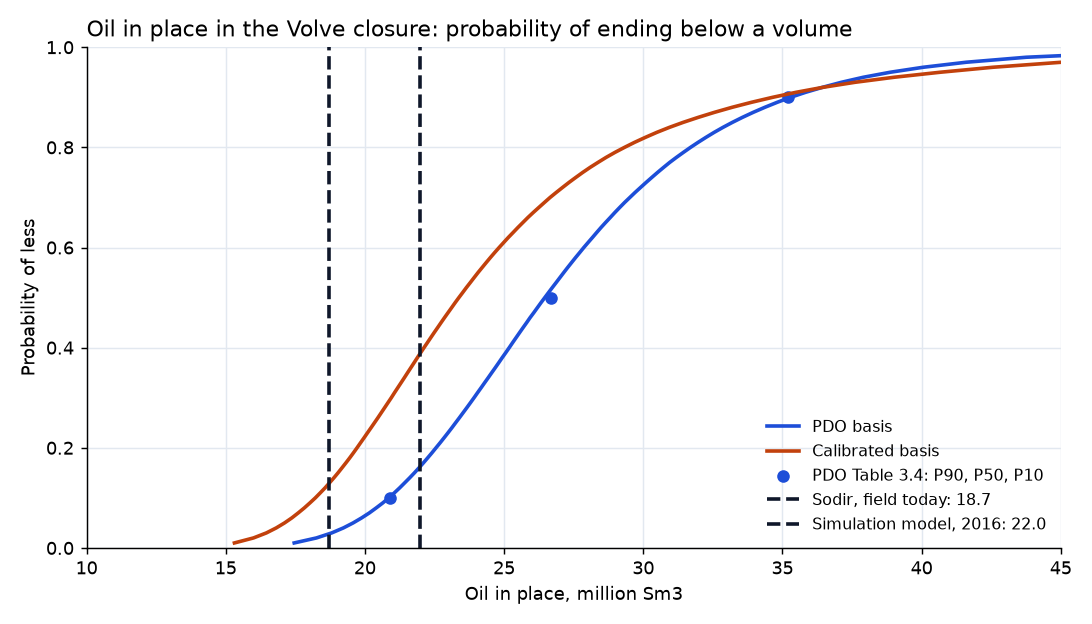 Oil in place in the Volve closure: probability of ending below a volume
Probability of less
1.0
0.8
0.6
0.4
0.2
0.0
10
15
20
25
30
35
40
45
Oil in place, million Sm3
PDO basis
Calibrated basis
PDO Table 3.4: P90, P50, P10
Sodir, field today: 18.7
Simulation model, 2016: 22.0